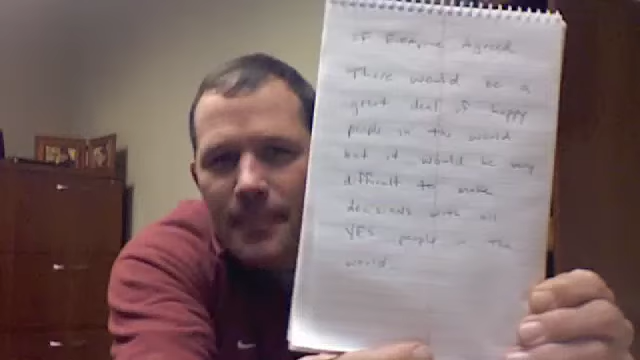 IF Everyone Agreed
There would be a
great deal of happy
people in the world
but it would be very
difficult to make
decisions with all
YES people in the
world